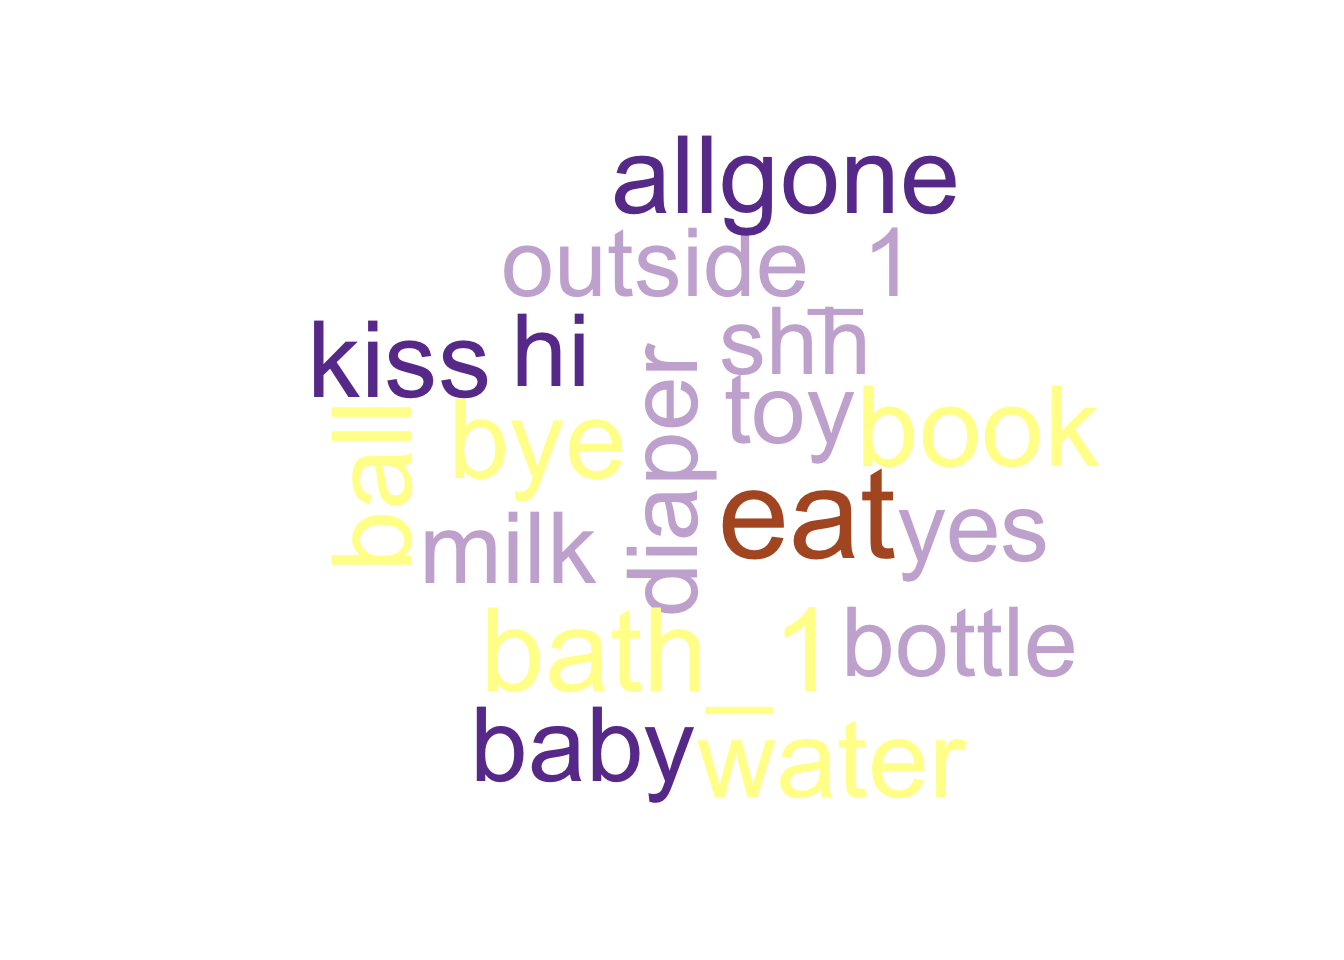 allgone
outside_1
kiss
hi
shh
diaper
toy
book
ball
bye
eat
yes
milk
bath_1
bottle
baby
water